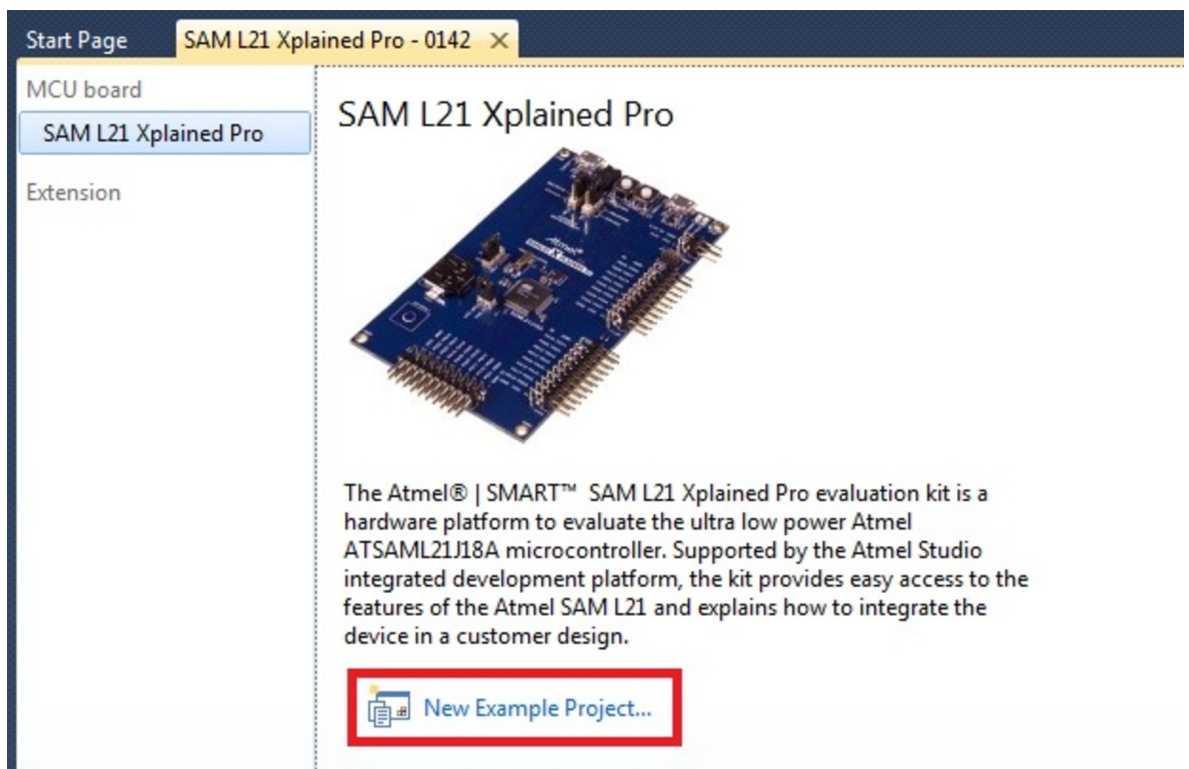 Start Page
SAM L21 Xplained Pro - 0142
MCU board
SAM L21 Xplained Pro
Extension
SAM L21 Xplained Pro
Atmel
The Atmel® | SMART™ SAM L21 Xplained Pro evaluation kit is a
hardware platform to evaluate the ultra low power Atmel
ATSAML21J18A microcontroller. Supported by the Atmel Studio
integrated development platform, the kit provides easy access to the
features of the Atmel SAM L21 and explains how to integrate the
device in a customer design.
New Example Project...